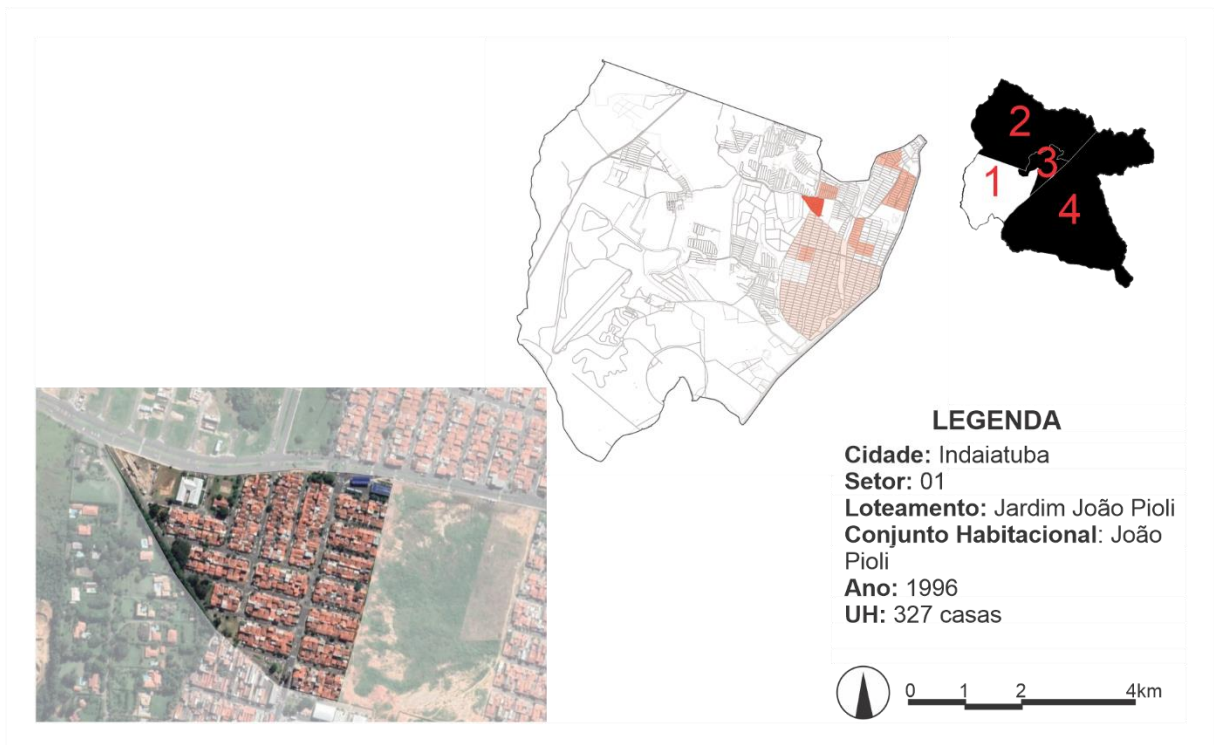 2
3
1
4
LEGENDA
Cidade: Indaiatuba
Setor: 01
Loteamento: Jardim João Pioli
Conjunto Habitacional: João
Pioli
Ano: 1996
UH: 327 casas
0 1 2 4km